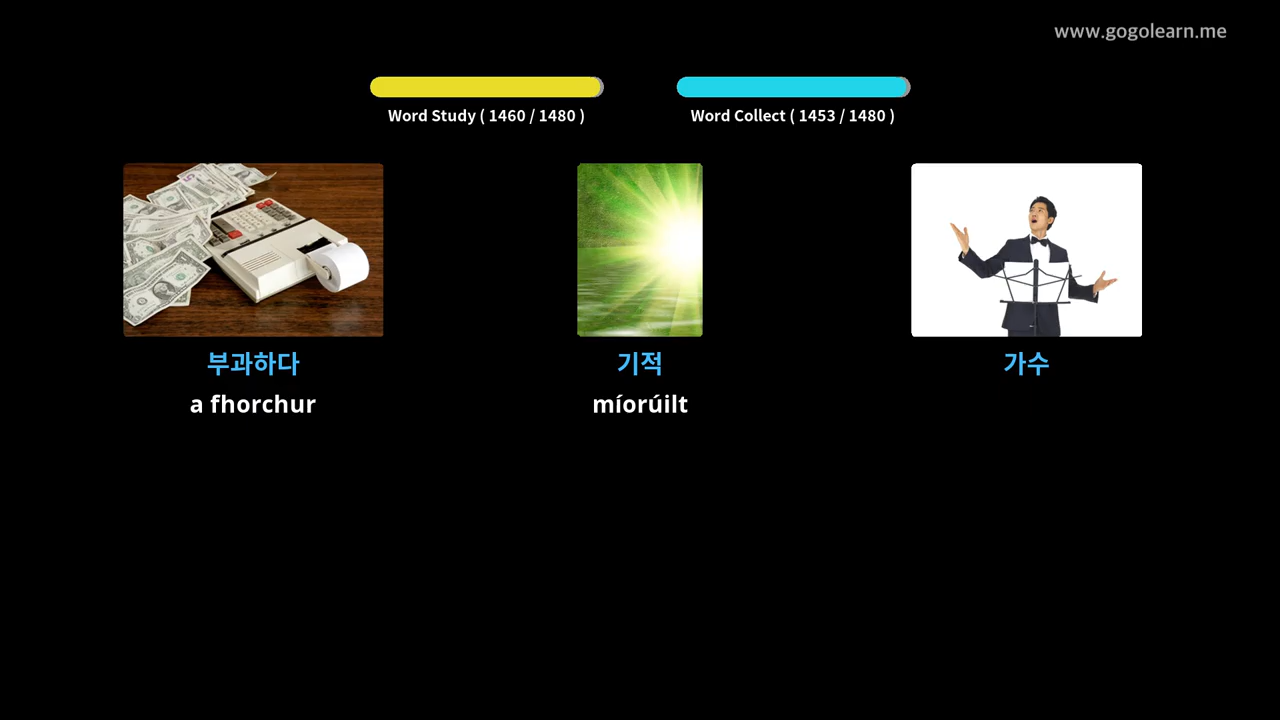 www.gogolearn.me
Word Study ( 1460 / 1480 )
Word Collect ( 1453 / 1480 )
부과하다
기적
가수
a fhorchur
míorúilt